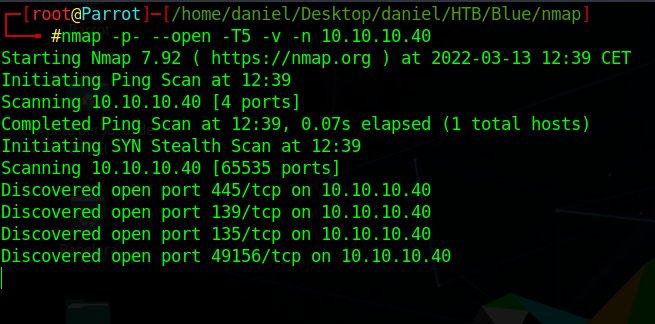 [root@Parrot]─[/home/daniel/Desktop/daniel/HTB/Blue/nmap]
#nmap -p- --open -T5 -v -n 10.10.10.40
Starting Nmap 7.92 ( https://nmap.org ) at 2022-03-13 12:39 CET
Initiating Ping Scan at 12:39
Scanning 10.10.10.40 [4 ports]
Completed Ping Scan at 12:39, 0.07s elapsed (1 total hosts)
Initiating SYN Stealth Scan at 12:39
Scanning 10.10.10.40 [65535 ports]
Discovered open port 445/tcp on 10.10.10.40
Discovered open port 139/tcp on 10.10.10.40
Discovered open port 135/tcp on 10.10.10.40
Discovered open port 49156/tcp on 10.10.10.40